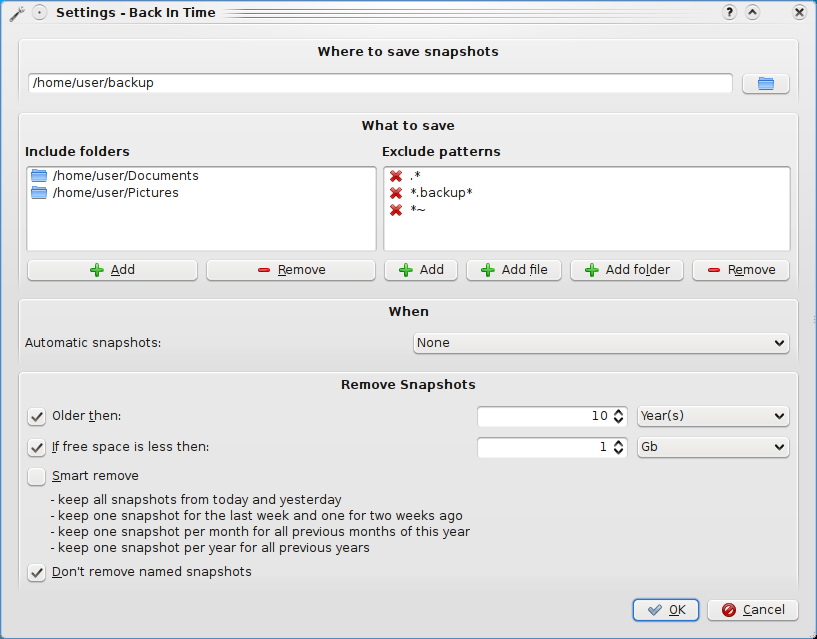 Settings - Back In Time
?
Where to save snapshots
/home/user/backup
What to save
Include folders Exclude patterns
/home/user/Documents .*
/home/user/Pictures *.backup*
*~
Add Remove Add Add file Add folder Remove
When
Automatic snapshots: None
Remove Snapshots
Older then: 10 Year(s)
If free space is less then: 1 Gb
Smart remove
- keep all snapshots from today and yesterday
- keep one snapshot for the last week and one for two weeks ago
- keep one snapshot per month for all previous months of this year
- keep one snapshot per year for all previous years
Don't remove named snapshots
OK Cancel